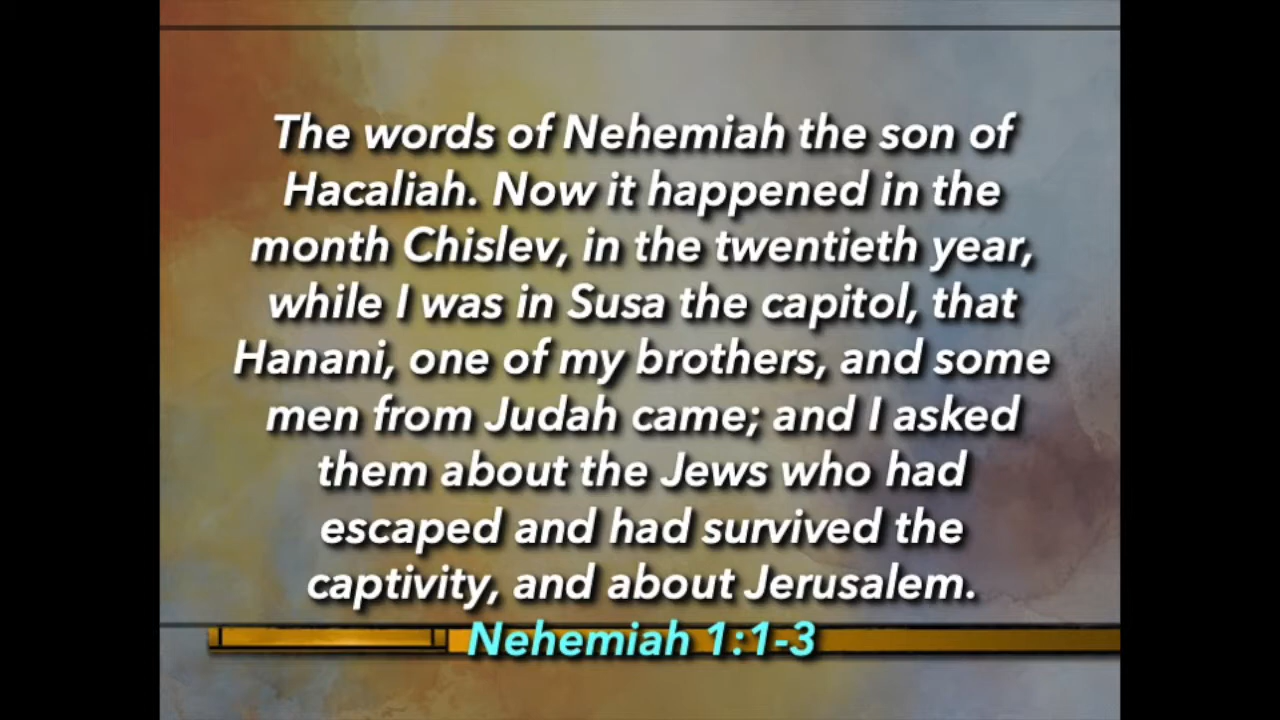 The words of Nehemiah the son of
Hacaliah. Now it happened in the
month Chislev, in the twentieth year,
while I was in Susa the capitol, that
Hanani, one of my brothers, and some
men from Judah came; and I asked
them about the Jews who had
escaped and had survived the
captivity, and about Jerusalem.
Nehemiah 1:1-3